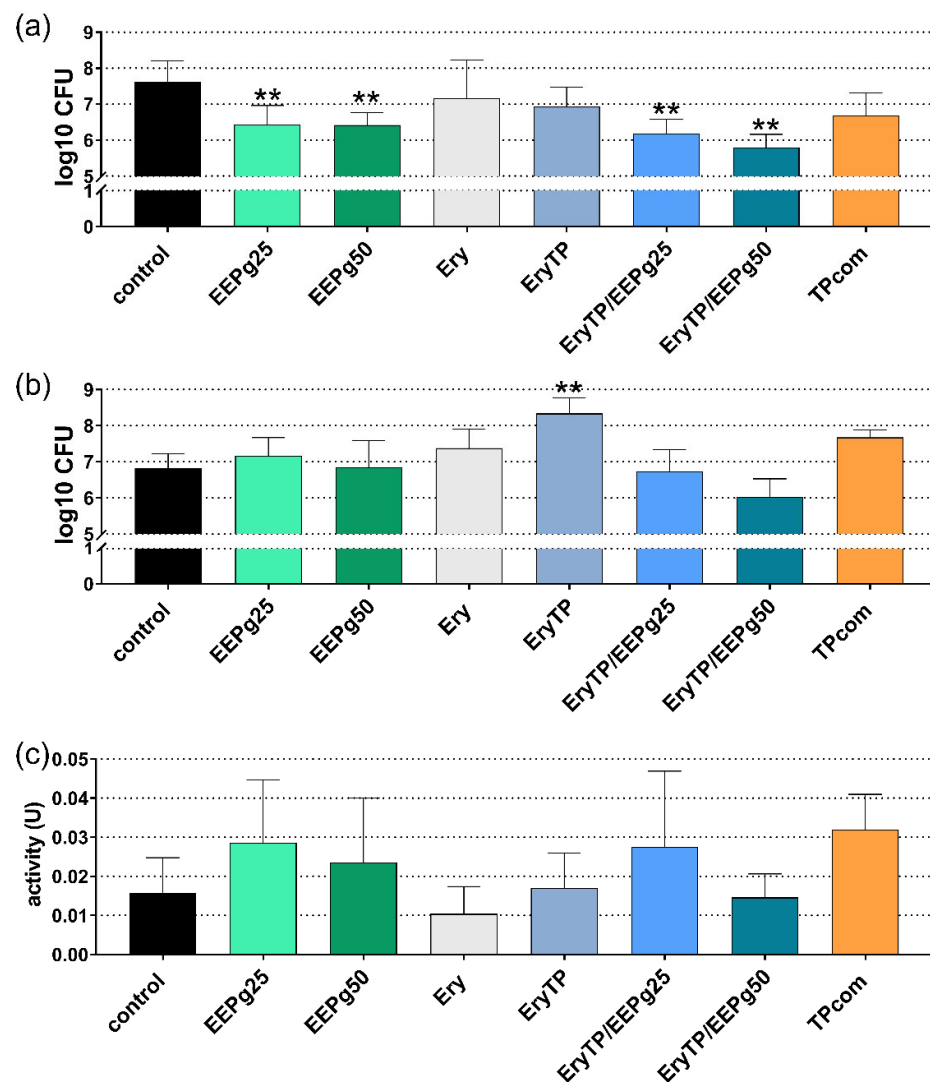 (a)
log10 CFU
9
8
7
6
5
1
0
** ** ** **
control EEPg25 EEPg50 Ery EryTP EryTP/EEPg25 EryTP/EEPg50 TPcom
(b)
log10 CFU
9
8
7
6
5
1
0
**
control EEPg25 EEPg50 Ery EryTP EryTP/EEPg25 EryTP/EEPg50 TPcom
(c)
activity (U)
0.05
0.04
0.03
0.02
0.01
0.00
control EEPg25 EEPg50 Ery EryTP EryTP/EEPg25 EryTP/EEPg50 TPcom